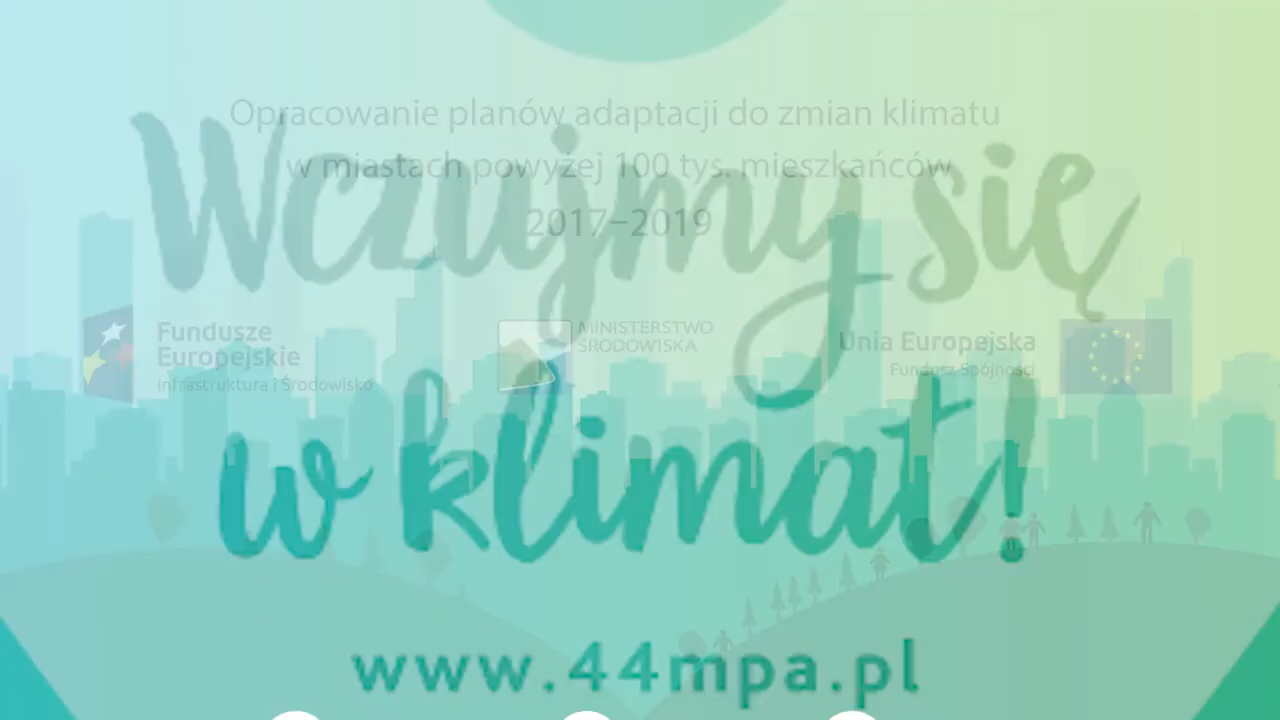 Opracowanie planów adaptacji do zmian klimatu
w miastach powyżej 100 tys. mieszkańców
2017–2019
Wczujmy się
Fundusze
Europejskie
Infrastruktura i Środowisko
MINISTERSTWO
ŚRODOWISKA
Unia Europejska
Fundusz Spójności
w klimat!
www.44mpa.pl